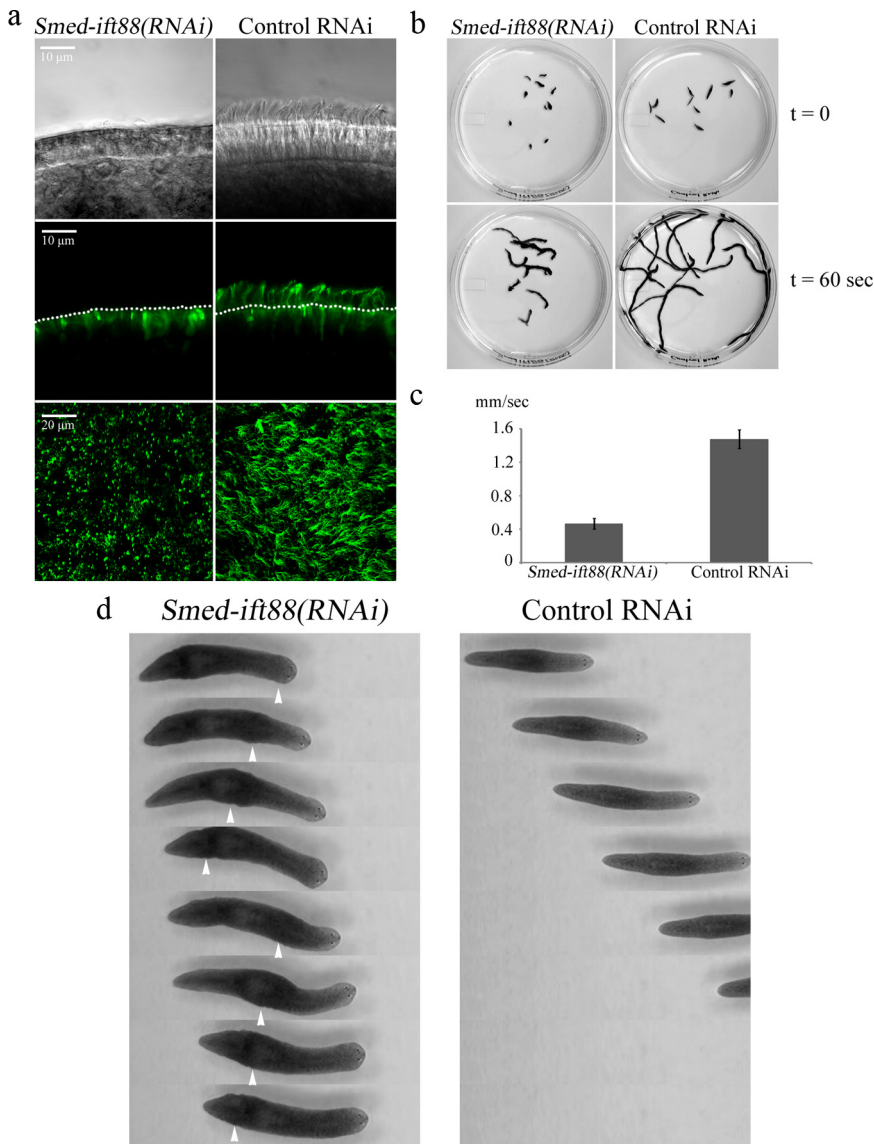 a
Smed-ift88(RNAi) Control RNAi
10 μm
10 μm
20 μm
b
Smed-ift88(RNAi) Control RNAi
t = 0
t = 60 sec
c
mm/sec
1.6
1.2
0.8
0.4
0
Smed-ift88(RNAi) Control RNAi
d
Smed-ift88(RNAi) Control RNAi